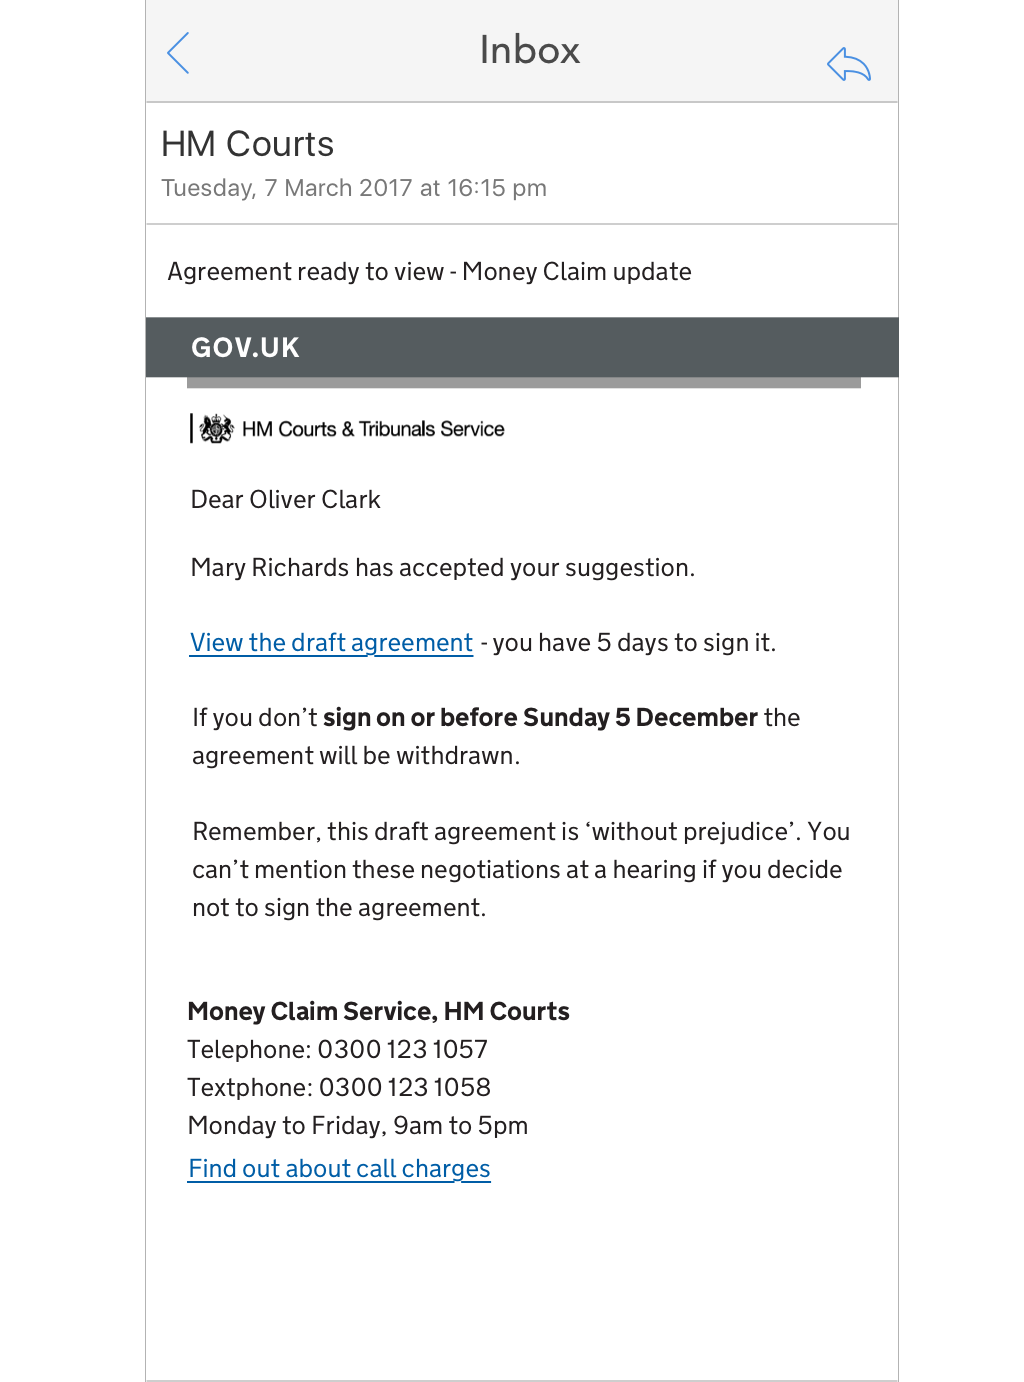 Inbox
HM Courts
Tuesday, 7 March 2017 at 16:15 pm
Agreement ready to view - Money Claim update
GOV.UK
HM Courts & Tribunals Service
Dear Oliver Clark
Mary Richards has accepted your suggestion.
View the draft agreement - you have 5 days to sign it.
If you don’t sign on or before Sunday 5 December the
agreement will be withdrawn.
Remember, this draft agreement is ‘without prejudice’. You
can’t mention these negotiations at a hearing if you decide
not to sign the agreement.
Money Claim Service, HM Courts
Telephone: 0300 123 1057
Textphone: 0300 123 1058
Monday to Friday, 9am to 5pm
Find out about call charges